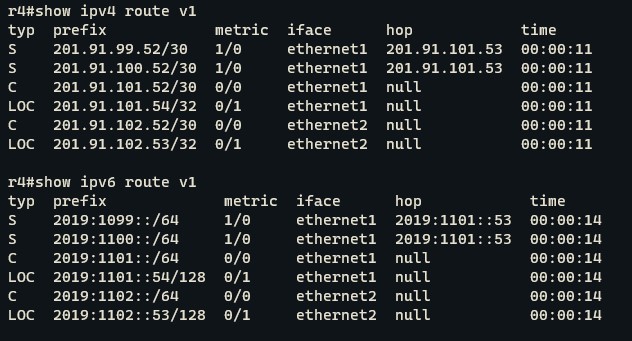 r4#show ipv4 route v1
typ  prefix            metric  iface      hop            time
S    201.91.99.52/30   1/0     ethernet1  201.91.101.53  00:00:11
S    201.91.100.52/30  1/0     ethernet1  201.91.101.53  00:00:11
C    201.91.101.52/30  0/0     ethernet1  null           00:00:11
LOC  201.91.101.54/32  0/1     ethernet1  null           00:00:11
C    201.91.102.52/30  0/0     ethernet2  null           00:00:11
LOC  201.91.102.53/32  0/1     ethernet2  null           00:00:11
r4#show ipv6 route v1
typ  prefix             metric  iface      hop            time
S    2019:1099::/64     1/0     ethernet1  2019:1101::53  00:00:14
S    2019:1100::/64     1/0     ethernet1  2019:1101::53  00:00:14
C    2019:1101::/64     0/0     ethernet1  null           00:00:14
LOC  2019:1101::54/128  0/1     ethernet1  null           00:00:14
C    2019:1102::/64     0/0     ethernet2  null           00:00:14
LOC  2019:1102::53/128  0/1     ethernet2  null           00:00:14